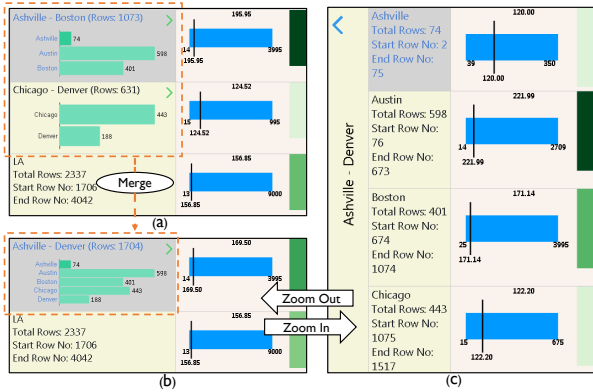 Ashville - Boston (Rows: 1073)
Ashville 74
Austin 598
Boston 401
195.95
14 3995
195.95
Chicago - Denver (Rows: 631)
Chicago 443
Denver 188
124.52
15 995
124.52
LA
Total Rows: 2337
Start Row No: 1706
End Row No: 4042
Merge
156.85
13 9000
156.85
(a)
Ashville - Denver (Rows: 1704)
Ashville 74
Austin 598
Boston 401
Chicago 443
Denver 188
169.50
14 3995
169.50
LA
Total Rows: 2337
Start Row No: 1706
End Row No: 4042
156.85
13 9000
156.85
(b)
Zoom Out
Zoom In
Ashville - Denver
Ashville
Total Rows: 74
Start Row No: 2
End Row No:
75
120.00
39 350
120.00
Austin
Total Rows: 598
Start Row No:
76
End Row No:
673
221.99
14 2709
221.99
Boston
Total Rows: 401
Start Row No:
674
End Row No:
1074
171.14
25 3995
171.14
Chicago
Total Rows: 443
Start Row No:
1075
End Row No:
1517
122.20
15 675
122.20
(c)